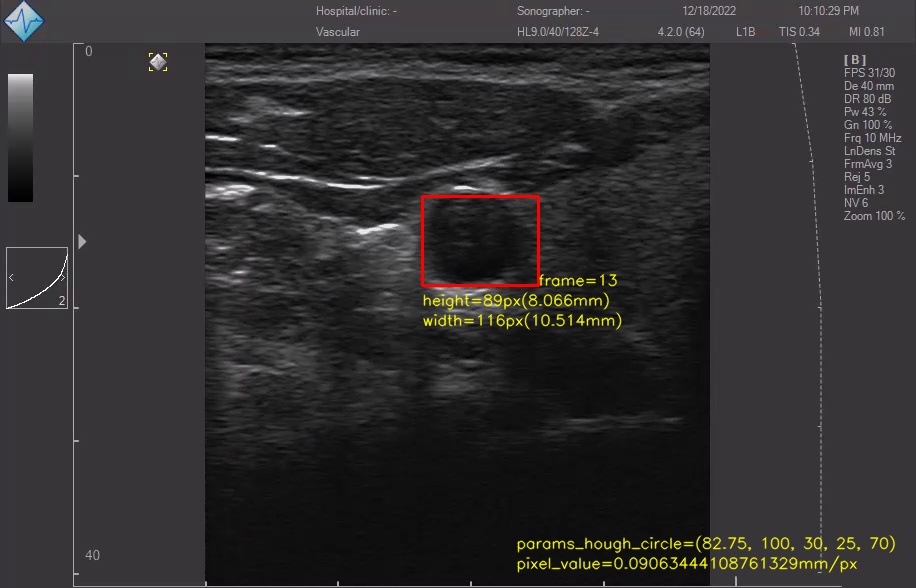 Hospital/clinic: - Sonographer: - 12/18/2022 10:10:29 PM
Vascular HL9.0/40/128Z-4 4.2.0 (64) L1B TIS 0.34 MI 0.81
0
[ B ]
FPS 31/30
De 40 mm
DR 80 dB
Pw 43 %
Gn 100 %
Frq 10 MHz
LnDens St
FrmAvg 3
Rej 5
ImEnh 3
NV 6
Zoom 100 %
2
frame=13
height=89px(8.066mm)
width=116px(10.514mm)
40
params_hough_circle=(82.75, 100, 30, 25, 70)
pixel_value=0.09063444108761329mm/px